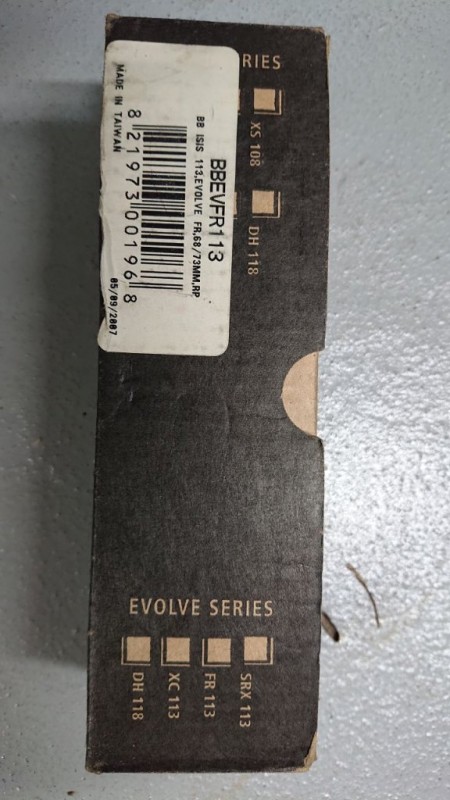 RIES
XS 108
DH 118
BBEVFR113
BB ISIS 113,EVOLVE FR,68/73MM,RP
8 21973 00196 8
MADE IN TAIWAN
05/09/2007
EVOLVE SERIES
SRX 113
FR 113
XC 113
DH 118